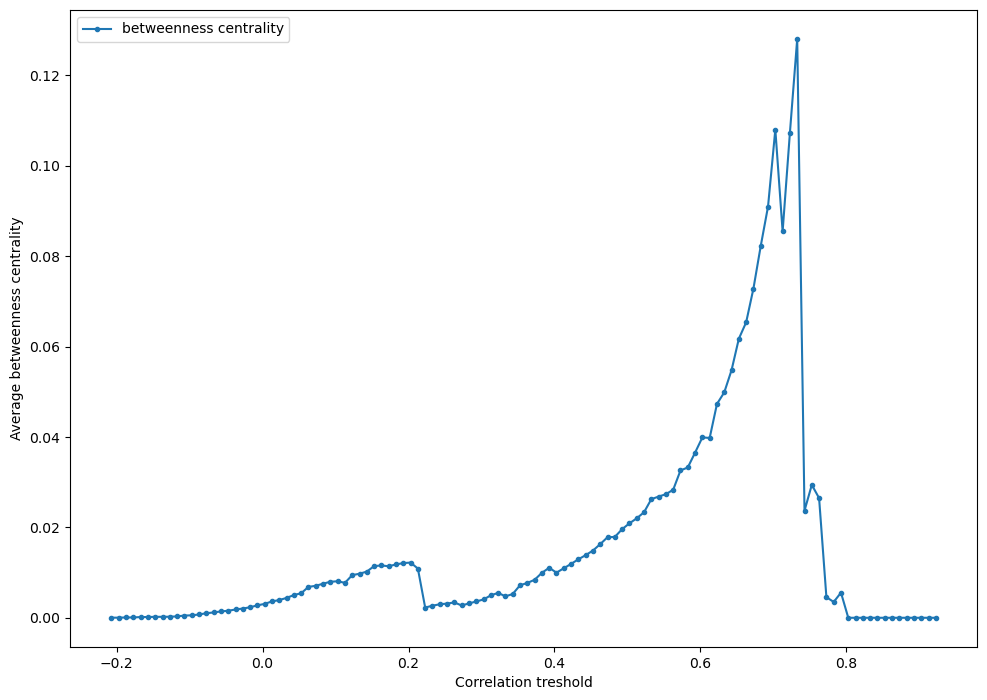 betweenness centrality
0.12
0.10
0.08
0.06
0.04
0.02
0.00
Average betweenness centrality
−0.2 0.0 0.2 0.4 0.6 0.8
Correlation treshold